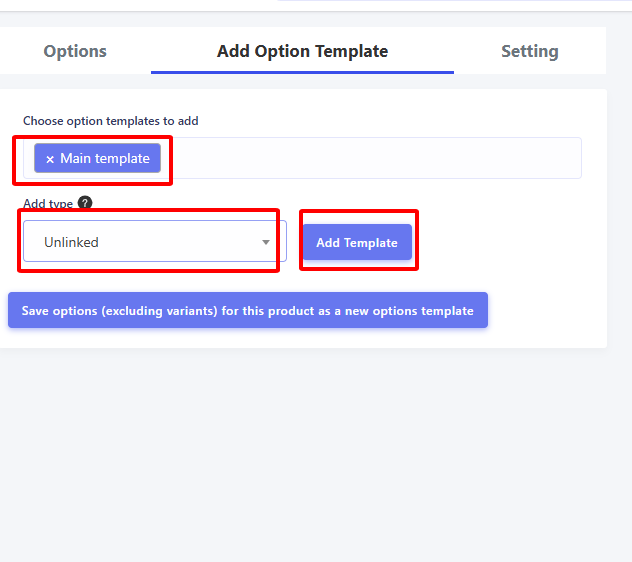 Options Add Option Template Setting
Choose option templates to add
× Main template
Add type ?
Unlinked
Add Template
Save options (excluding variants) for this product as a new options template